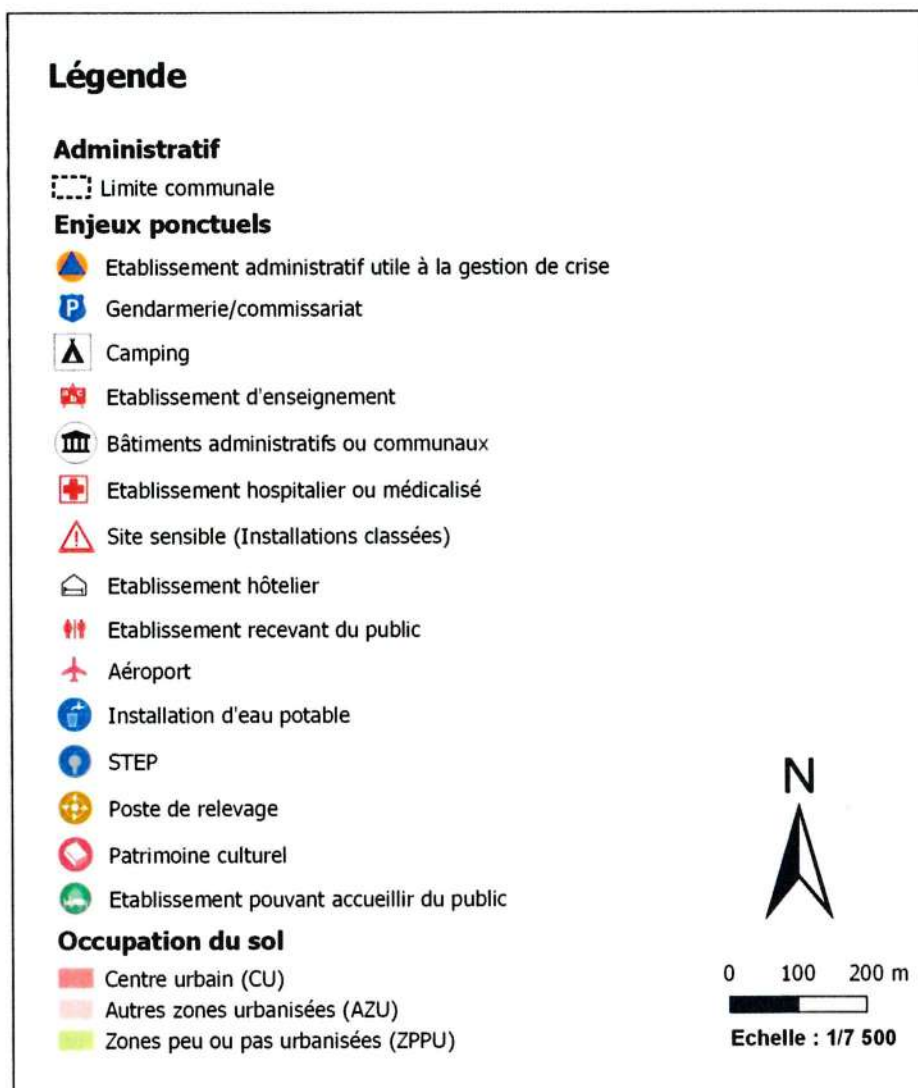 Légende
Administratif
Limite communale
Enjeux ponctuels
Etablissement administratif utile à la gestion de crise
P Gendarmerie/commissariat
Camping
a b c Etablissement d'enseignement
Bâtiments administratifs ou communaux
Etablissement hospitalier ou médicalisé
Site sensible (Installations classées)
Etablissement hôtelier
Etablissement recevant du public
Aéroport
Installation d'eau potable
STEP
Poste de relevage
Patrimoine culturel
Etablissement pouvant accueillir du public
Occupation du sol
Centre urbain (CU)
Autres zones urbanisées (AZU)
Zones peu ou pas urbanisées (ZPPU)
N
0 100 200 m
Echelle : 1/7 500